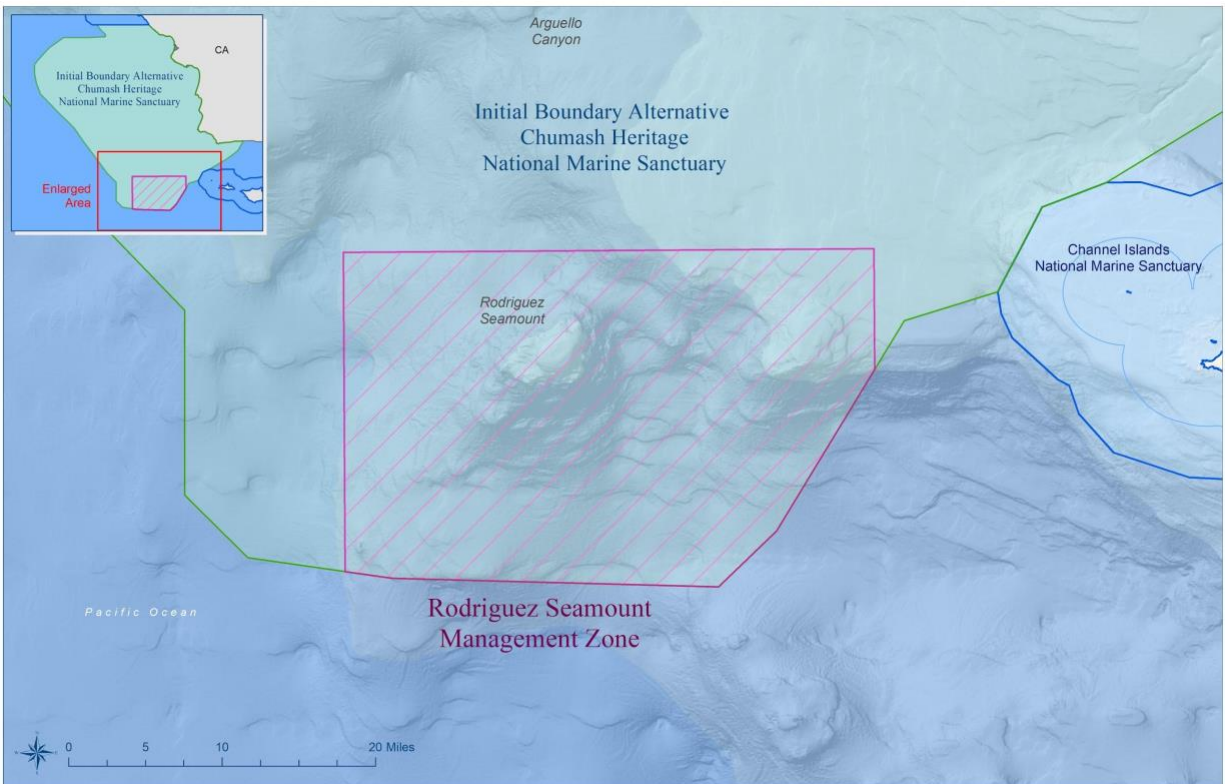 CA
Initial Boundary Alternative
Chumash Heritage
National Marine Sanctuary
Enlarged
Area
Arguello
Canyon
Initial Boundary Alternative
Chumash Heritage
National Marine Sanctuary
Channel Islands
National Marine Sanctuary
Rodriguez
Seamount
Pacific Ocean
Rodriguez Seamount
Management Zone
0 5 10 20 Miles